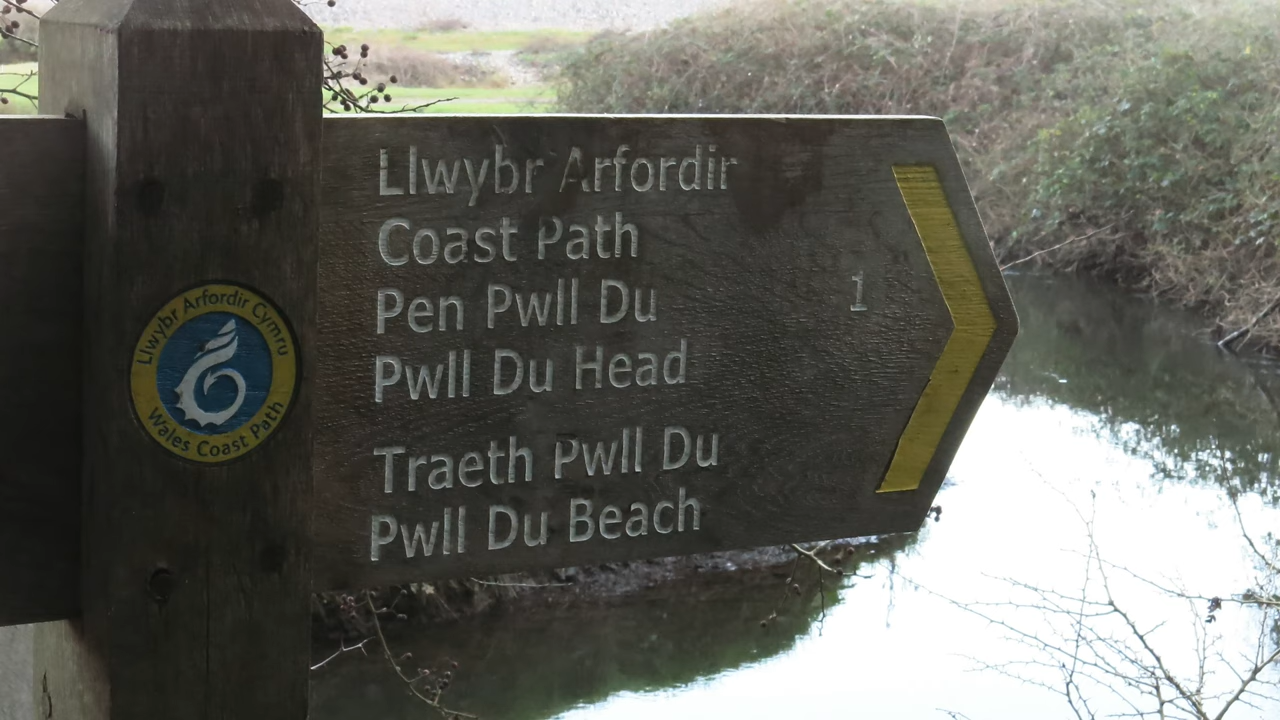 Llwybr Arfordir
Coast Path
Pen Pwll Du 1
Pwll Du Head
Traeth Pwll Du
Pwll Du Beach
Llwybr Arfordir Cymru
Wales Coast Path